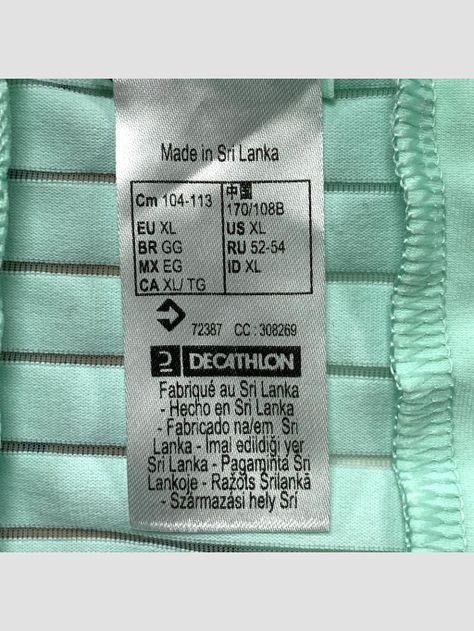 Made in Sri Lanka
Cm 104-113
EU XL
BR GG
MX EG
CA XL/ TG
中国
170/108B
US XL
RU 52-54
ID XL
72387 CC : 308269
DECATHLON
Fabriqué au Sri Lanka
- Hecho en Sri Lanka
- Fabricado na/em Sri
Lanka - Imal edildiği yer
Sri Lanka - Pagaminta Sri
Lankoje - Ražots Šrilankā
- Származási hely Srí